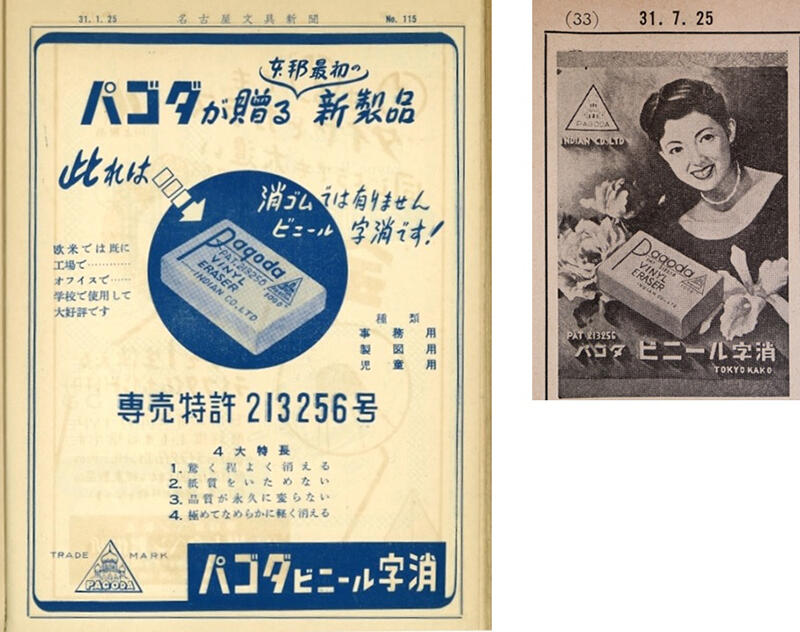 31.1.25 名古屋文具新聞 No. 115
本邦最初の
パゴダが贈る 新製品
此れは
消ゴムでは有りません
ビニール字消です!
Pagoda
PAT 213256
VINYL
ERASER
INDIAN CO., LTD
1000
欧米では既に
工場で…………
オフィスで……
学校で使用して
大好評です
種類
事務用
製図用
児童用
専売特許 213256号
4大特長
1. 驚く程よく消える
2. 紙質をいためない
3. 品質が永久に変らない
4. 極めてなめらかに軽く消える
TRADE MARK
PAGODA
パゴダビニール字消
(33) 31.7.25
PAGODA
INDIAN CO., LTD
Pagoda
PAT 213256
VINYL
ERASER
INDIAN CO., LTD
PAT 213256
パゴダ ビニール字消
TOKYO KAKO